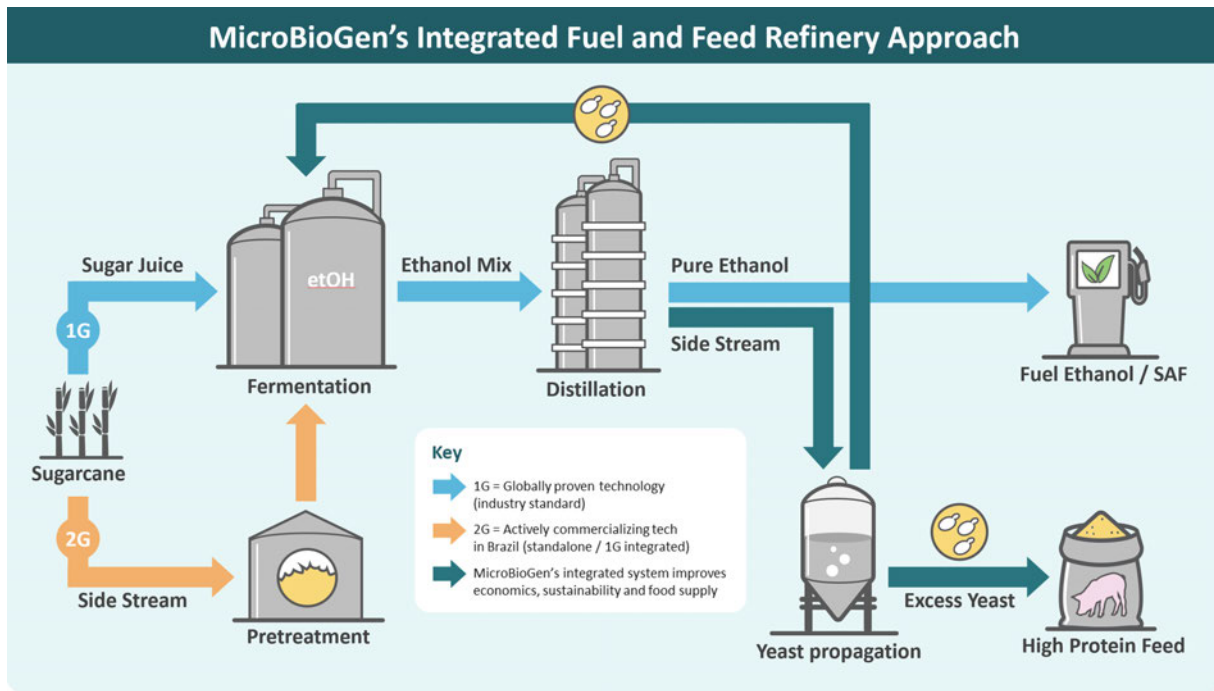 MicroBioGen's Integrated Fuel and Feed Refinery Approach
Sugar Juice
etOH
Ethanol Mix
Pure Ethanol
1G
Side Stream
Fermentation
Distillation
Fuel Ethanol / SAF
Sugarcane
Key
1G = Globally proven technology
(industry standard)
2G = Actively commercializing tech
in Brazil (standalone / 1G integrated)
MicroBioGen's integrated system improves
economics, sustainability and food supply
2G
Side Stream
Pretreatment
Excess Yeast
Yeast propagation
High Protein Feed